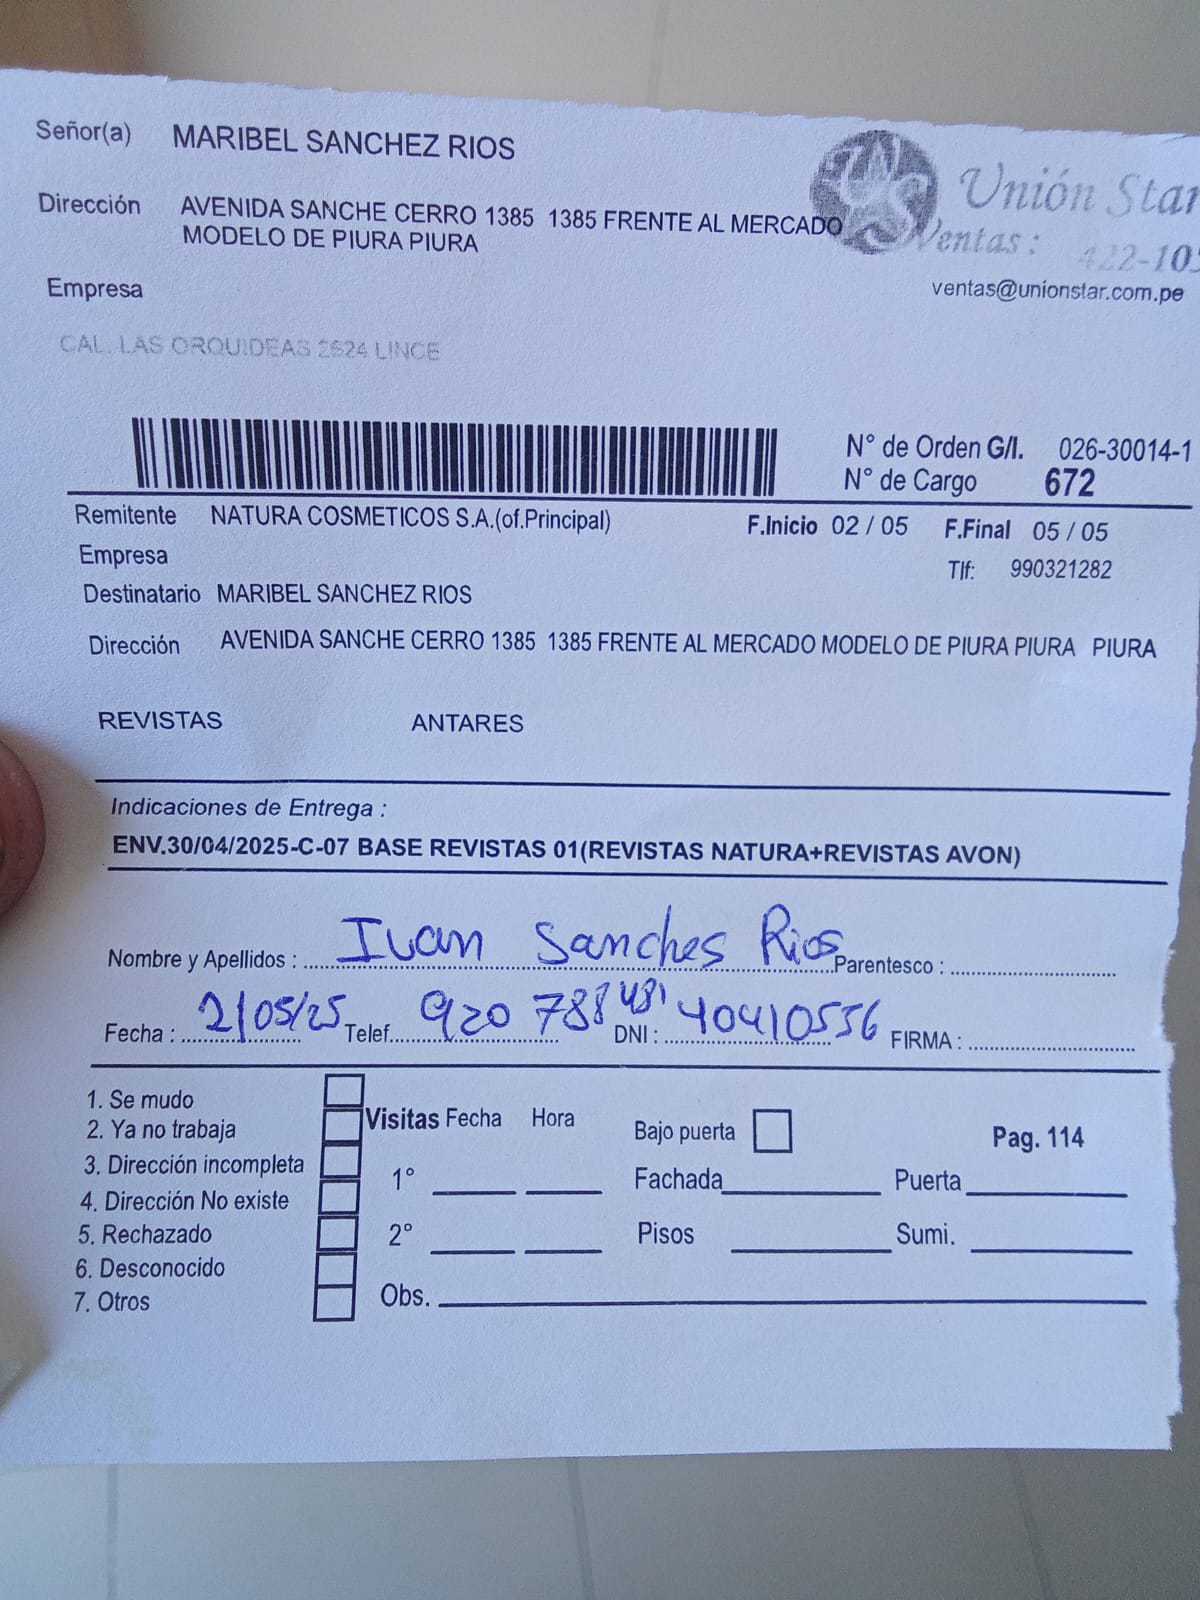 Señor(a) MARIBEL SANCHEZ RIOS
Dirección AVENIDA SANCHE CERRO 1385 1385 FRENTE AL MERCADO
MODELO DE PIURA PIURA
Unión Star
Ventas: 422-105
ventas@unionstar.com.pe
Empresa
CAL. LAS ORQUIDEAS 2624 LINCE
N° de Orden G/I. 026-30014-1
N° de Cargo 672
Remitente NATURA COSMETICOS S.A.(of.Principal) F.Inicio 02 / 05 F.Final 05 / 05
Empresa Tlf: 990321282
Destinatario MARIBEL SANCHEZ RIOS
Dirección AVENIDA SANCHE CERRO 1385 1385 FRENTE AL MERCADO MODELO DE PIURA PIURA PIURA
REVISTAS ANTARES
Indicaciones de Entrega :
ENV.30/04/2025-C-07 BASE REVISTAS 01(REVISTAS NATURA+REVISTAS AVON)
Nombre y Apellidos : Ivan Sanches Rios Parentesco :
Fecha : 2/05/25 Telef. 920 788 481 DNI : 40410556 FIRMA :
1. Se mudo
2. Ya no trabaja
3. Dirección incompleta
4. Dirección No existe
5. Rechazado
6. Desconocido
7. Otros
Visitas Fecha Hora
1°
2°
Obs.
Bajo puerta Pag. 114
Fachada Puerta
Pisos Sumi.